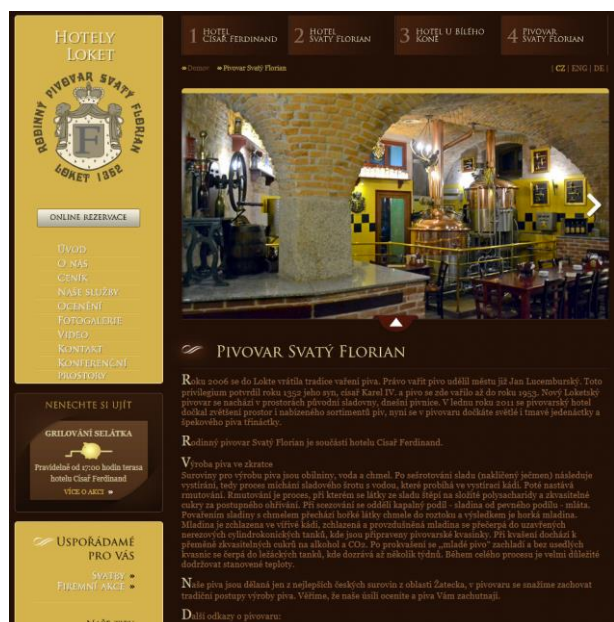 HOTELY
LOKET
RODINNÝ PIVOVAR SVATÝ FLORIAN
F
LOKET 1352
ONLINE REZERVACE
ÚVOD
O NÁS
CENÍK
NAŠE SLUŽBY
OCENĚNÍ
FOTOGALERIE
VIDEO
KONTAKT
KONFERENČNÍ
PROSTORY
NENECHTE SI UJÍT
GRILOVÁNÍ SELÁTKA
Pravidelně od 17:00 hodin terasa
hotelu Císař Ferdinand
VÍCE O AKCI »
USPOŘÁDÁME
PRO VÁS
SVATBY »
FIREMNÍ AKCE »
1 HOTEL
CÍSAŘ FERDINAND
2 HOTEL
SVATÝ FLORIAN
3 HOTEL U BÍLÉHO
KONĚ
4 PIVOVAR
SVATÝ FLORIAN
» Domov » Pivovar Svatý Florian
| CZ | ENG | DE |
PIVOVAR SVATÝ FLORIAN
Roku 2006 se do Lokte vrátila tradice vaření piva. Právo vařit pivo udělil městu již Jan Lucemburský. Toto
privilegium potvrdil roku 1352 jeho syn, císař Karel IV. a pivo se zde vařilo až do roku 1953. Nový Loketský
pivovar se nachází v prostorách původní sladovny, dnešní pivnice. V lednu roku 2011 se pivovarský hotel
dočkal zvětšení prostor i nabízeného sortimentů piv, nyní se v pivovaru dočkáte světlé i tmavé jedenáctky a
špekového piva třináctky.
Rodinný pivovar Svatý Florian je součástí hotelu Císař Ferdinand.
Výroba piva ve zkratce
Suroviny pro výrobu piva jsou obilniny, voda a chmel. Po sešrotování sladu (naklíčený ječmen) následuje
vystírání, tedy proces míchání sladového šrotu s vodou, které probíhá ve vystírací kádi. Poté nastává
rmutování. Rmutování je proces, při kterém se látky ze sladu štěpí na složité polysacharidy a zkvasitelné
cukry za postupného ohřívání. Při scezování se oddělí kapalný podíl - sladina od pevného podílu - mláta.
Povařením sladiny s chmelem přechází hořké látky chmele do roztoku a výsledkem je horká mladina.
Mladina je zchlazena ve vířivé kádi, zchlazená a provzdušněná mladina se přečerpá do uzavřených
nerezových cylindrokonických tanků, kde jsou připraveny pivovarské kvasinky. Při kvašení dochází k
přeměně zkvasitelných cukrů na alkohol a CO2. Po prokvašení se „mladé pivo" zachladí a bez usedlých
kvasnic se čerpá do ležáckých tanků, kde dozrává až několik týdnů. Během celého procesu je velmi důležité
dodržovat stanovené teploty.
Naše piva jsou dělaná jen z nejlepších českých surovin z oblasti Žatecka, v pivovaru se snažíme zachovat
tradiční postupy výroby piva. Věříme, že naše úsilí oceníte a piva Vám zachutnají.
Další odkazy o pivovaru: